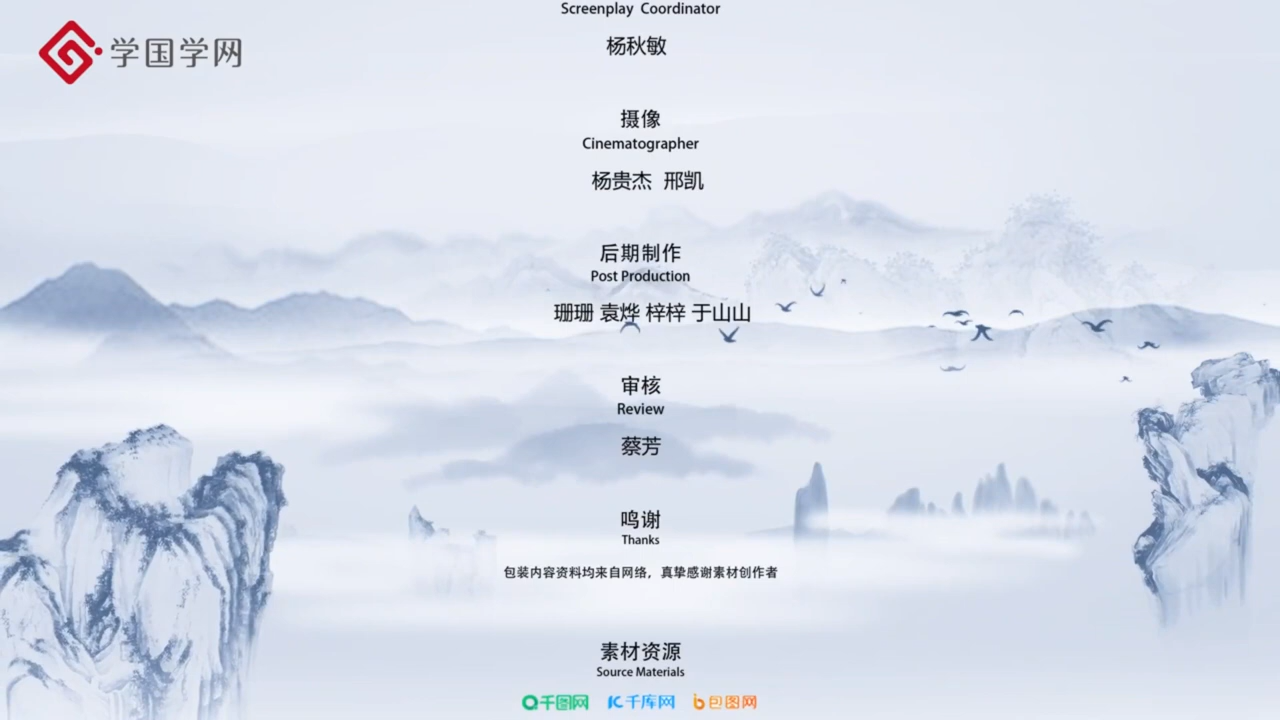 学国学网
Screenplay Coordinator
杨秋敏
摄像
Cinematographer
杨贵杰 邢凯
后期制作
Post Production
珊珊 袁烨 梓梓 于山山
审核
Review
蔡芳
鸣谢
Thanks
包装内容资料均来自网络，真挚感谢素材创作者
素材资源
Source Materials
千图网 千库网 包图网